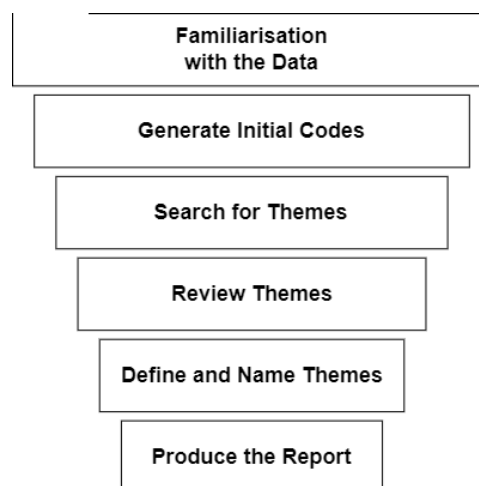 Familiarisation
with the Data
Generate Initial Codes
Search for Themes
Review Themes
Define and Name Themes
Produce the Report